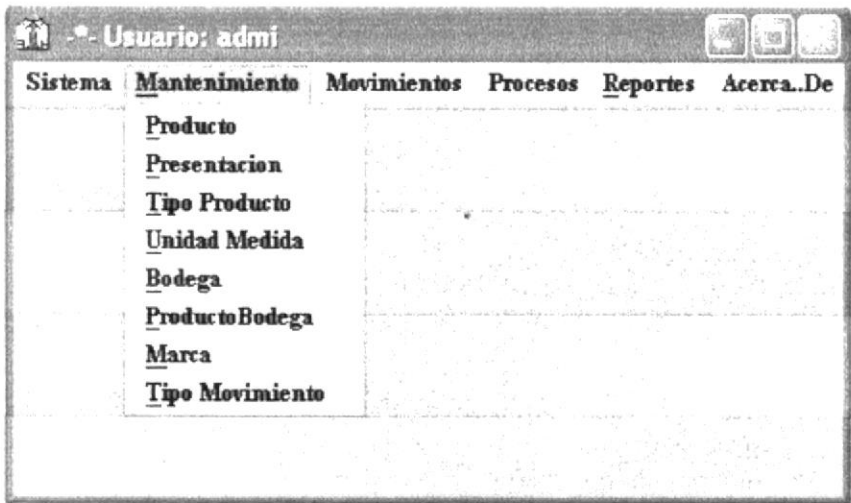 -*- Usuario: admi
Sistema Mantenimiento Movimientos Procesos Reportes Acerca..De
Producto
Presentacion
Tipo Producto
Unidad Medida
Bodega
ProductoBodega
Marca
Tipo Movimiento